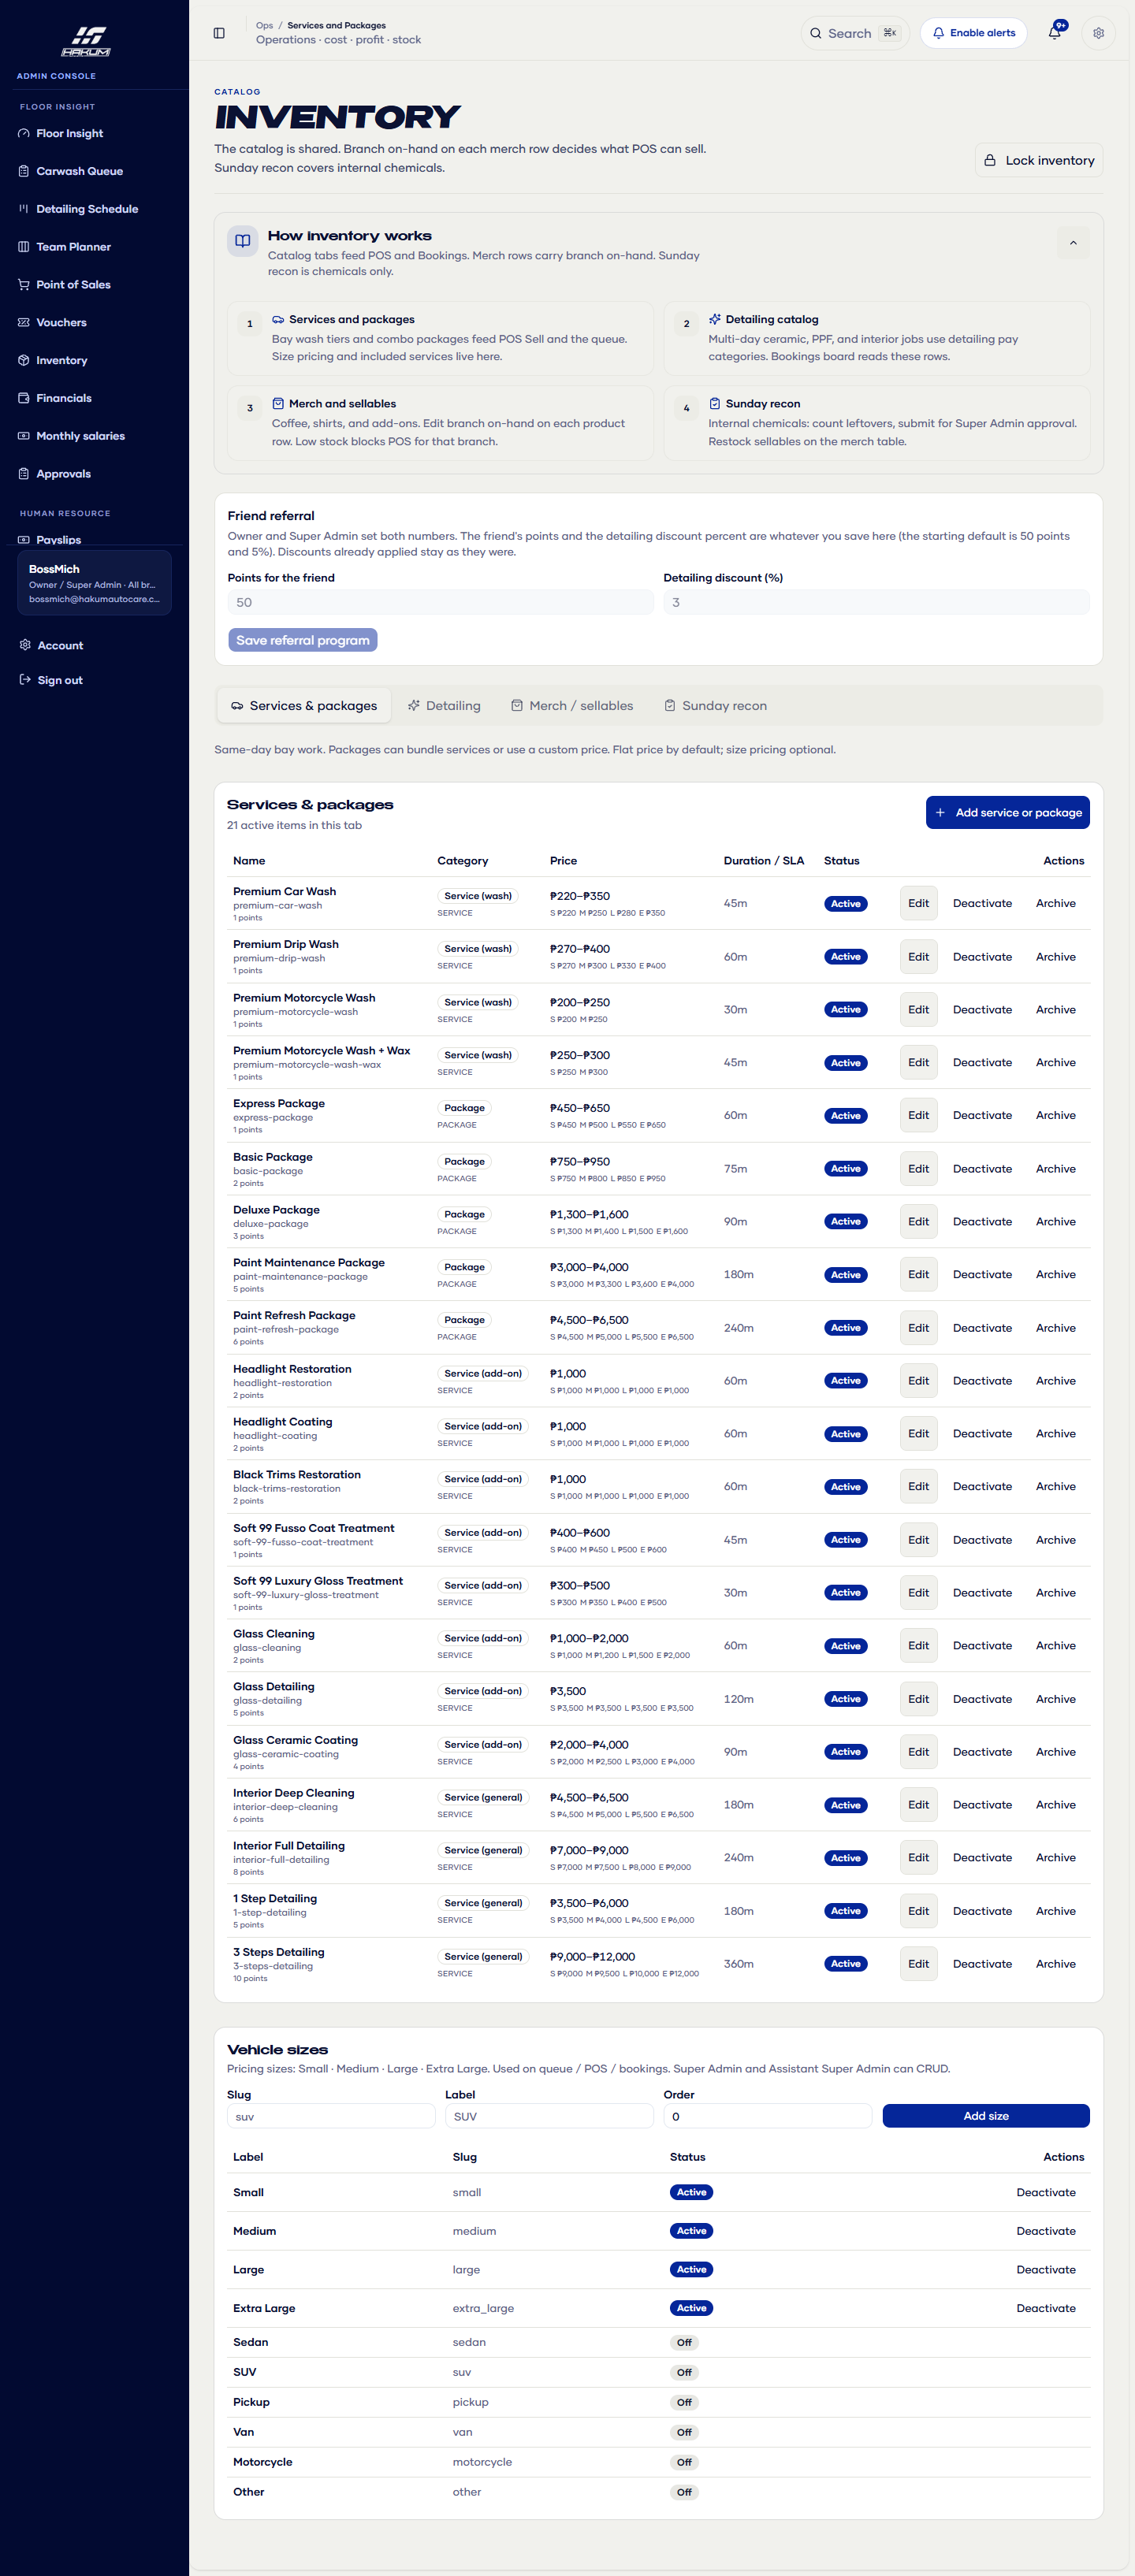 HAKUM
ADMIN CONSOLE
FLOOR INSIGHT
Floor Insight
Carwash Queue
Detailing Schedule
Team Planner
Point of Sales
Vouchers
Inventory
Financials
Monthly salaries
Approvals
HUMAN RESOURCE
Payslips
BossMich
Owner / Super Admin · All br...
bossmich@hakumautocare.c...
Account
Sign out
Ops / Services and Packages
Operations · cost · profit · stock
Search ⌘K
Enable alerts
9+
CATALOG
INVENTORY
The catalog is shared. Branch on-hand on each merch row decides what POS can sell.
Sunday recon covers internal chemicals.
Lock inventory
How inventory works
Catalog tabs feed POS and Bookings. Merch rows carry branch on-hand. Sunday
recon is chemicals only.
1 Services and packages
Bay wash tiers and combo packages feed POS Sell and the queue.
Size pricing and included services live here.
2 Detailing catalog
Multi-day ceramic, PPF, and interior jobs use detailing pay
categories. Bookings board reads these rows.
3 Merch and sellables
Coffee, shirts, and add-ons. Edit branch on-hand on each product
row. Low stock blocks POS for that branch.
4 Sunday recon
Internal chemicals: count leftovers, submit for Super Admin approval.
Restock sellables on the merch table.
Friend referral
Owner and Super Admin set both numbers. The friend's points and the detailing discount percent are whatever you save here (the starting default is 50 points
and 5%). Discounts already applied stay as they were.
Points for the friend
50
Detailing discount (%)
3
Save referral program
Services & packages Detailing Merch / sellables Sunday recon
Same-day bay work. Packages can bundle services or use a custom price. Flat price by default; size pricing optional.
Services & packages
21 active items in this tab
+ Add service or package
Name Category Price Duration / SLA Status Actions
Premium Car Wash Service (wash) ₱220–₱350 45m Active Edit Deactivate Archive
premium-car-wash SERVICE S ₱220 M ₱250 L ₱280 E ₱350
1 points
Premium Drip Wash Service (wash) ₱270–₱400 60m Active Edit Deactivate Archive
premium-drip-wash SERVICE S ₱270 M ₱300 L ₱330 E ₱400
1 points
Premium Motorcycle Wash Service (wash) ₱200–₱250 30m Active Edit Deactivate Archive
premium-motorcycle-wash SERVICE S ₱200 M ₱250
1 points
Premium Motorcycle Wash + Wax Service (wash) ₱250–₱300 45m Active Edit Deactivate Archive
premium-motorcycle-wash-wax SERVICE S ₱250 M ₱300
1 points
Express Package Package ₱450–₱650 60m Active Edit Deactivate Archive
express-package PACKAGE S ₱450 M ₱500 L ₱550 E ₱650
1 points
Basic Package Package ₱750–₱950 75m Active Edit Deactivate Archive
basic-package PACKAGE S ₱750 M ₱800 L ₱850 E ₱950
2 points
Deluxe Package Package ₱1,300–₱1,600 90m Active Edit Deactivate Archive
deluxe-package PACKAGE S ₱1,300 M ₱1,400 L ₱1,500 E ₱1,600
3 points
Paint Maintenance Package Package ₱3,000–₱4,000 180m Active Edit Deactivate Archive
paint-maintenance-package PACKAGE S ₱3,000 M ₱3,300 L ₱3,600 E ₱4,000
5 points
Paint Refresh Package Package ₱4,500–₱6,500 240m Active Edit Deactivate Archive
paint-refresh-package PACKAGE S ₱4,500 M ₱5,000 L ₱5,500 E ₱6,500
6 points
Headlight Restoration Service (add-on) ₱1,000 60m Active Edit Deactivate Archive
headlight-restoration SERVICE S ₱1,000 M ₱1,000 L ₱1,000 E ₱1,000
2 points
Headlight Coating Service (add-on) ₱1,000 60m Active Edit Deactivate Archive
headlight-coating SERVICE S ₱1,000 M ₱1,000 L ₱1,000 E ₱1,000
2 points
Black Trims Restoration Service (add-on) ₱1,000 60m Active Edit Deactivate Archive
black-trims-restoration SERVICE S ₱1,000 M ₱1,000 L ₱1,000 E ₱1,000
2 points
Soft 99 Fusso Coat Treatment Service (add-on) ₱400–₱600 45m Active Edit Deactivate Archive
soft-99-fusso-coat-treatment SERVICE S ₱400 M ₱450 L ₱500 E ₱600
1 points
Soft 99 Luxury Gloss Treatment Service (add-on) ₱300–₱500 30m Active Edit Deactivate Archive
soft-99-luxury-gloss-treatment SERVICE S ₱300 M ₱350 L ₱400 E ₱500
1 points
Glass Cleaning Service (add-on) ₱1,000–₱2,000 60m Active Edit Deactivate Archive
glass-cleaning SERVICE S ₱1,000 M ₱1,200 L ₱1,500 E ₱2,000
2 points
Glass Detailing Service (add-on) ₱3,500 120m Active Edit Deactivate Archive
glass-detailing SERVICE S ₱3,500 M ₱3,500 L ₱3,500 E ₱3,500
5 points
Glass Ceramic Coating Service (add-on) ₱2,000–₱4,000 90m Active Edit Deactivate Archive
glass-ceramic-coating SERVICE S ₱2,000 M ₱2,500 L ₱3,000 E ₱4,000
4 points
Interior Deep Cleaning Service (general) ₱4,500–₱6,500 180m Active Edit Deactivate Archive
interior-deep-cleaning SERVICE S ₱4,500 M ₱5,000 L ₱5,500 E ₱6,500
6 points
Interior Full Detailing Service (general) ₱7,000–₱9,000 240m Active Edit Deactivate Archive
interior-full-detailing SERVICE S ₱7,000 M ₱7,500 L ₱8,000 E ₱9,000
8 points
1 Step Detailing Service (general) ₱3,500–₱6,000 180m Active Edit Deactivate Archive
1-step-detailing SERVICE S ₱3,500 M ₱4,000 L ₱4,500 E ₱6,000
5 points
3 Steps Detailing Service (general) ₱9,000–₱12,000 360m Active Edit Deactivate Archive
3-steps-detailing SERVICE S ₱9,000 M ₱9,500 L ₱10,000 E ₱12,000
10 points
Vehicle sizes
Pricing sizes: Small · Medium · Large · Extra Large. Used on queue / POS / bookings. Super Admin and Assistant Super Admin can CRUD.
Slug Label Order
suv SUV 0 Add size
Label Slug Status Actions
Small small Active Deactivate
Medium medium Active Deactivate
Large large Active Deactivate
Extra Large extra_large Active Deactivate
Sedan sedan Off
SUV suv Off
Pickup pickup Off
Van van Off
Motorcycle motorcycle Off
Other other Off